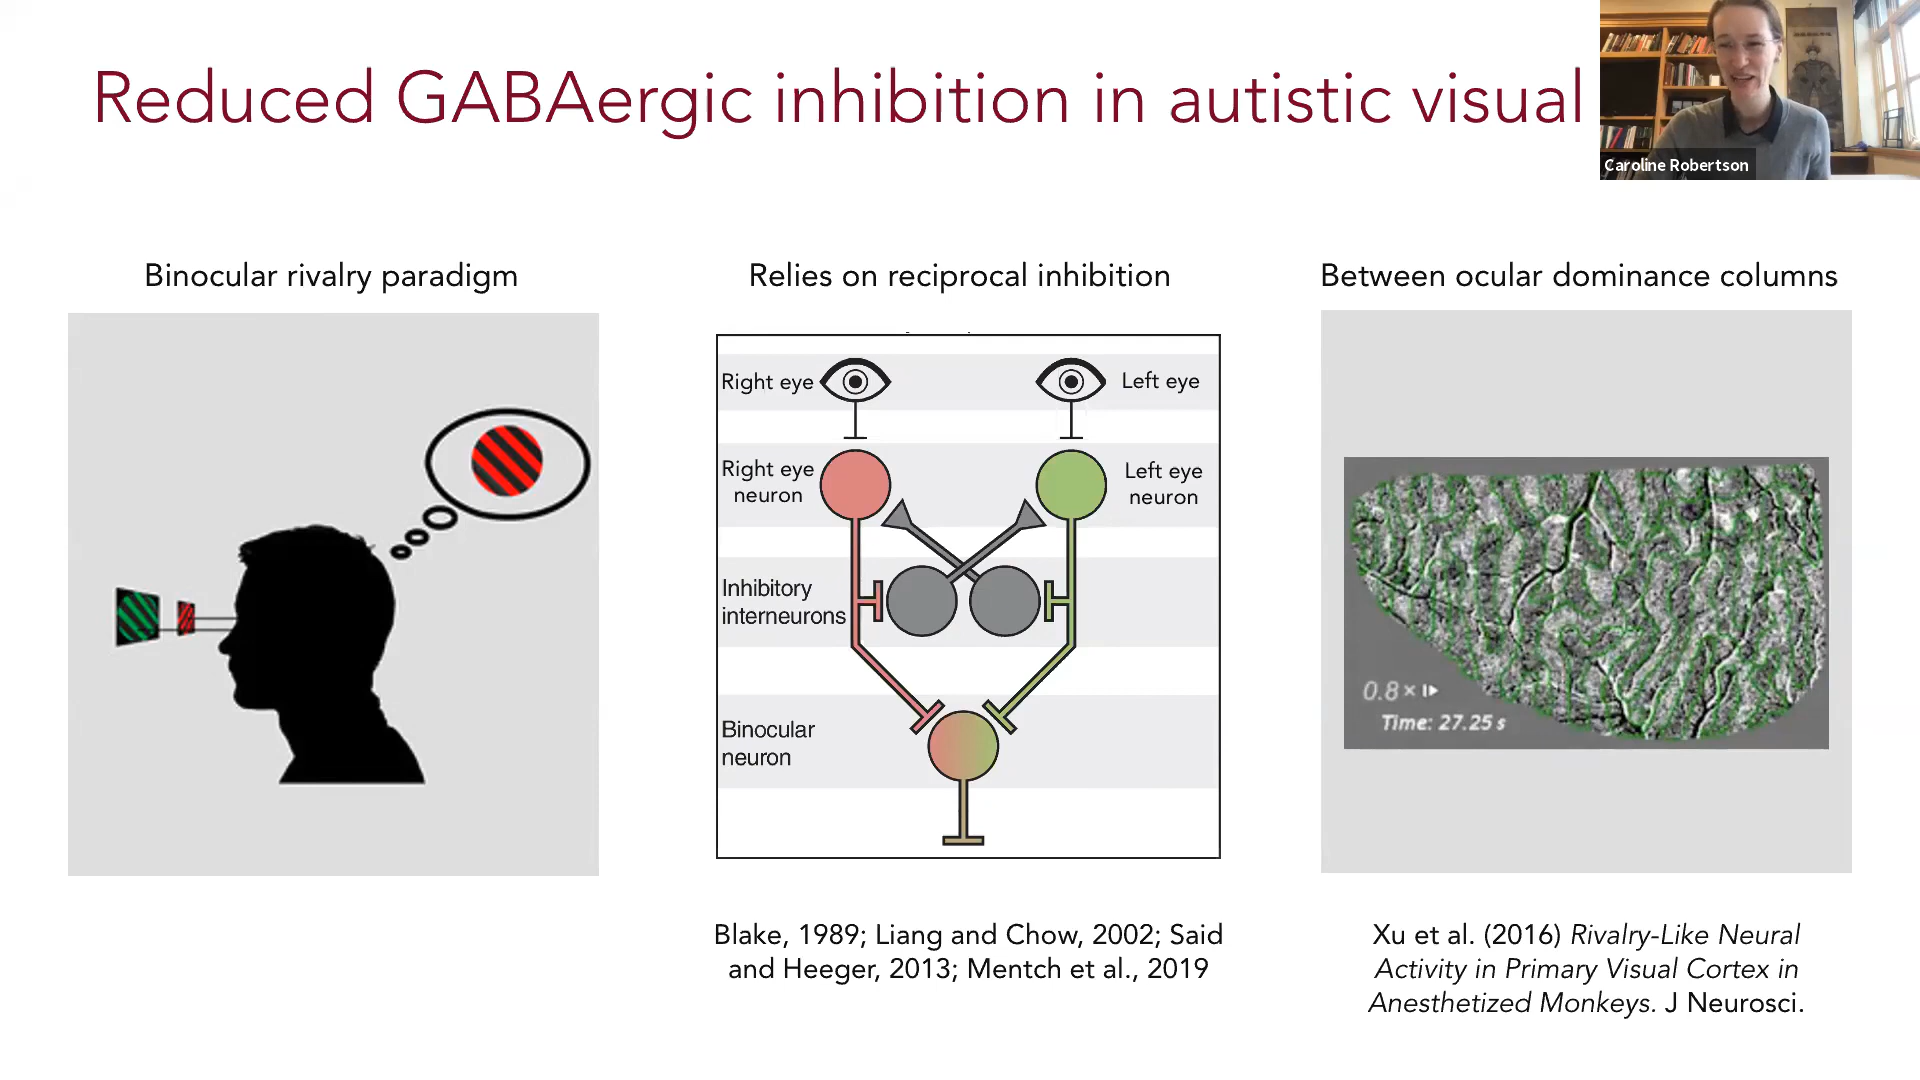 Reduced GABAergic inhibition in autistic visual
Caroline Robertson
Binocular rivalry paradigm
Relies on reciprocal inhibition
Right eye
Left eye
Right eye
neuron
Left eye
neuron
Inhibitory
interneurons
Binocular
neuron
Blake, 1989; Liang and Chow, 2002; Said
and Heeger, 2013; Mentch et al., 2019
Between ocular dominance columns
0.8×
Time: 27.25 s
Xu et al. (2016) Rivalry-Like Neural
Activity in Primary Visual Cortex in
Anesthetized Monkeys. J Neurosci.